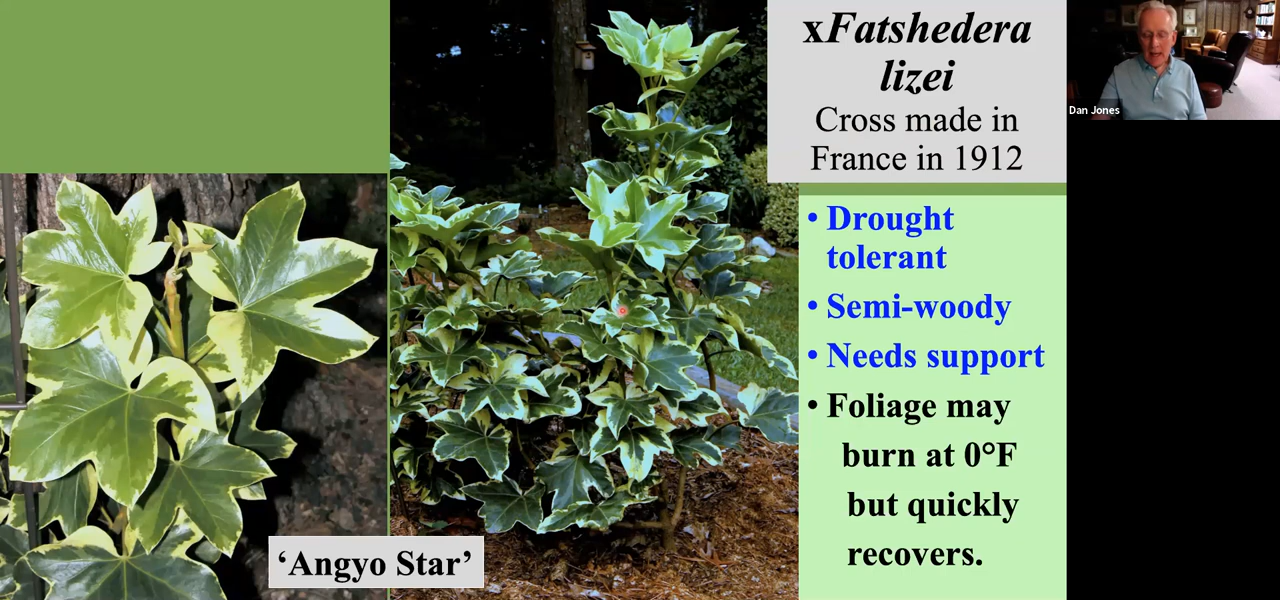 xFatshedera
lizei
Cross made in
France in 1912
Dan Jones
• Drought
tolerant
• Semi-woody
• Needs support
• Foliage may
burn at 0°F
but quickly
recovers.
‘Angyo Star’